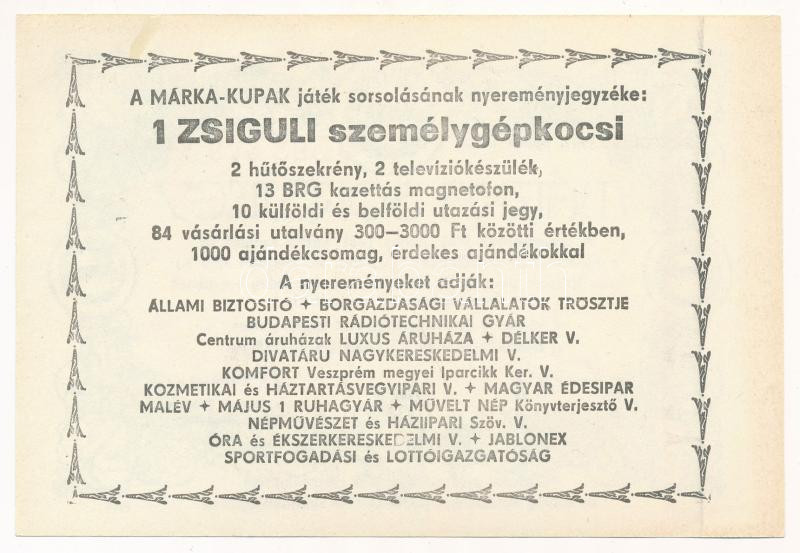 A MÁRKA-KUPAK játék sorsolásának nyereményjegyzéke:
1 ZSIGULI személygépkocsi
2 hűtőszekrény, 2 televíziókészülék,
13 BRG kazettás magnetofon,
10 külföldi és belföldi utazási jegy,
84 vásárlási utalvány 300—3000 Ft közötti értékben,
1000 ajándékcsomag, érdekes ajándékokkal
A nyereményeket adják:
ÁLLAMI BIZTOSÍTÓ + BORGAZDASÁGI VÁLLALATOK TRÖSZTJE
BUDAPESTI RÁDIÓTECHNIKAI GYÁR
Centrum áruházak LUXUS ÁRUHÁZA + DÉLKER V.
DIVATÁRU NAGYKERESKEDELMI V.
KOMFORT Veszprém megyei Iparcikk Ker. V.
KOZMETIKAI és HÁZTARTÁSVEGYIPARI V. + MAGYAR ÉDESIPAR
MALÉV + MÁJUS 1 RUHAGYÁR + MŰVELT NÉP Könyvterjesztő V.
NÉPMŰVÉSZET és HÁZIIPARI Szöv. V.
ÓRA és ÉKSZERKERESKEDELMI V. + JABLONEX
SPORTFOGADÁSI és LOTTÓIGAZGATÓSÁG